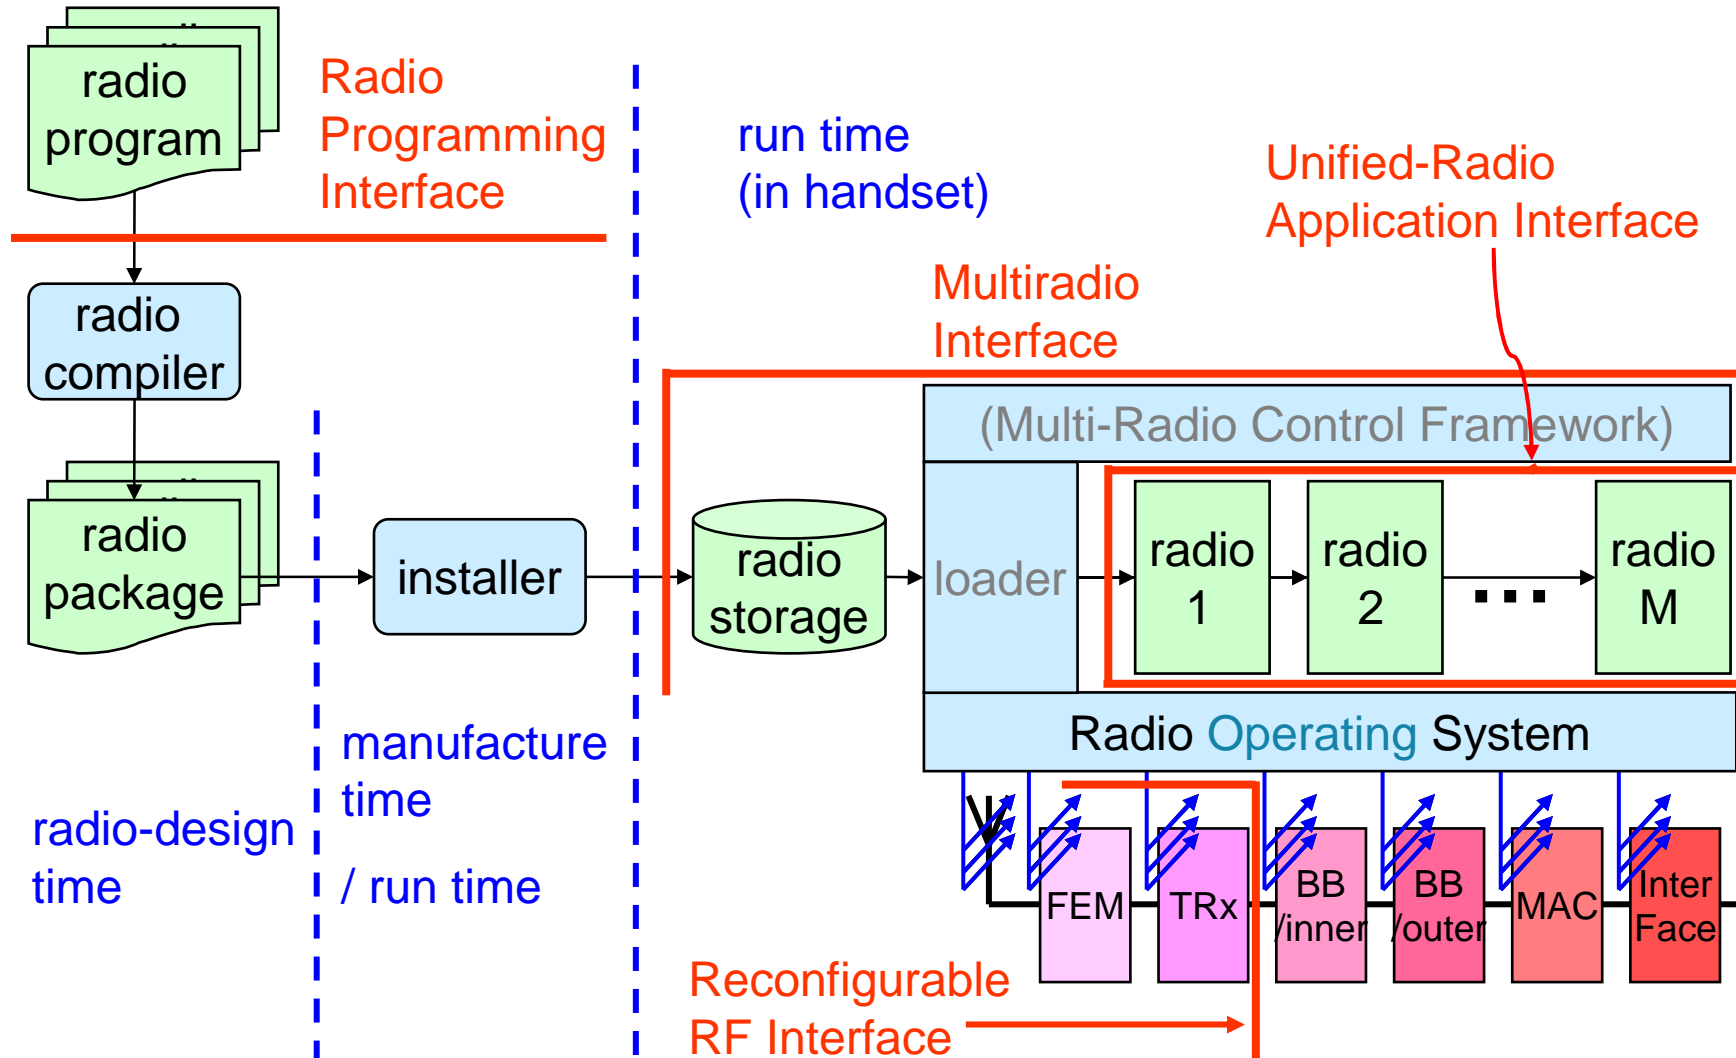 radio
program
Radio
Programming
Interface
run time
(in handset)
Unified-Radio
Application Interface
radio
compiler
Multiradio
Interface
(Multi-Radio Control Framework)
radio
package
installer
radio
storage
loader
radio
1
radio
2
...
radio
M
Radio Operating System
manufacture
time
/ run time
radio-design
time
FEM
TRx
BB
/inner
BB
/outer
MAC
Inter
Face
Reconfigurable
RF Interface